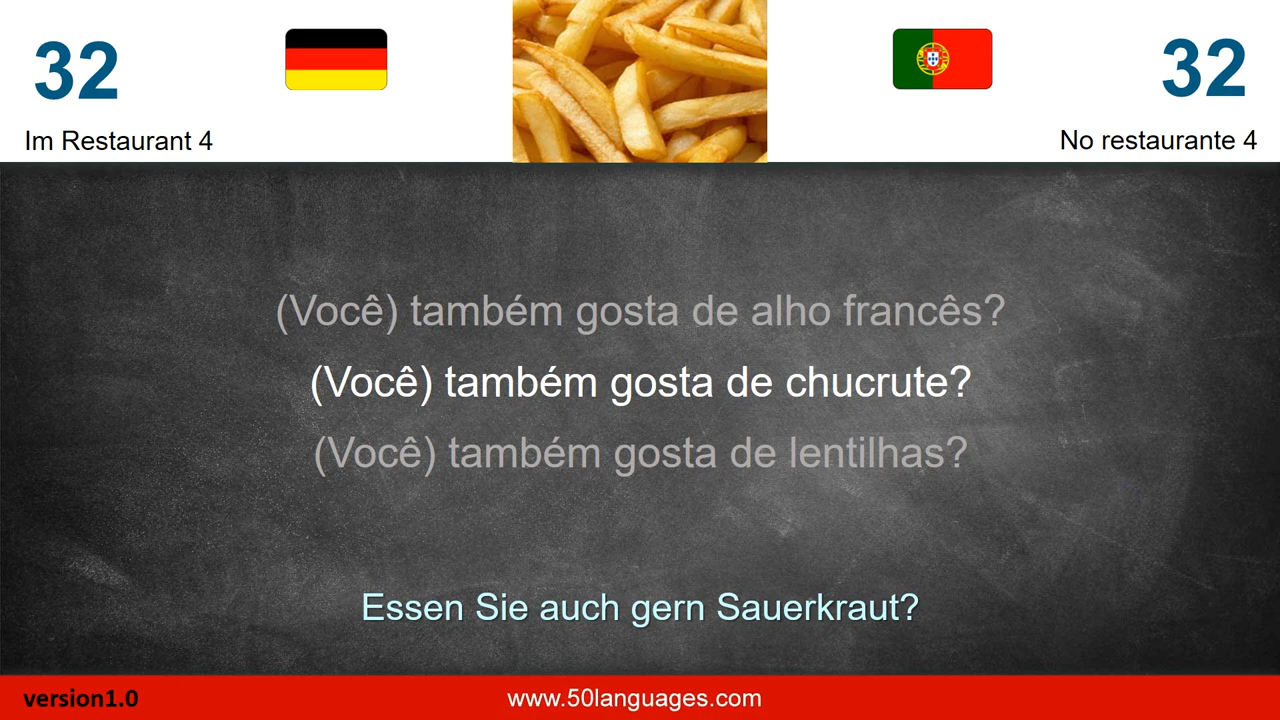 32
32
Im Restaurant 4
No restaurante 4
(Você) também gosta de alho francês?
(Você) também gosta de chucrute?
(Você) também gosta de lentilhas?
Essen Sie auch gern Sauerkraut?
version1.0
www.50languages.com